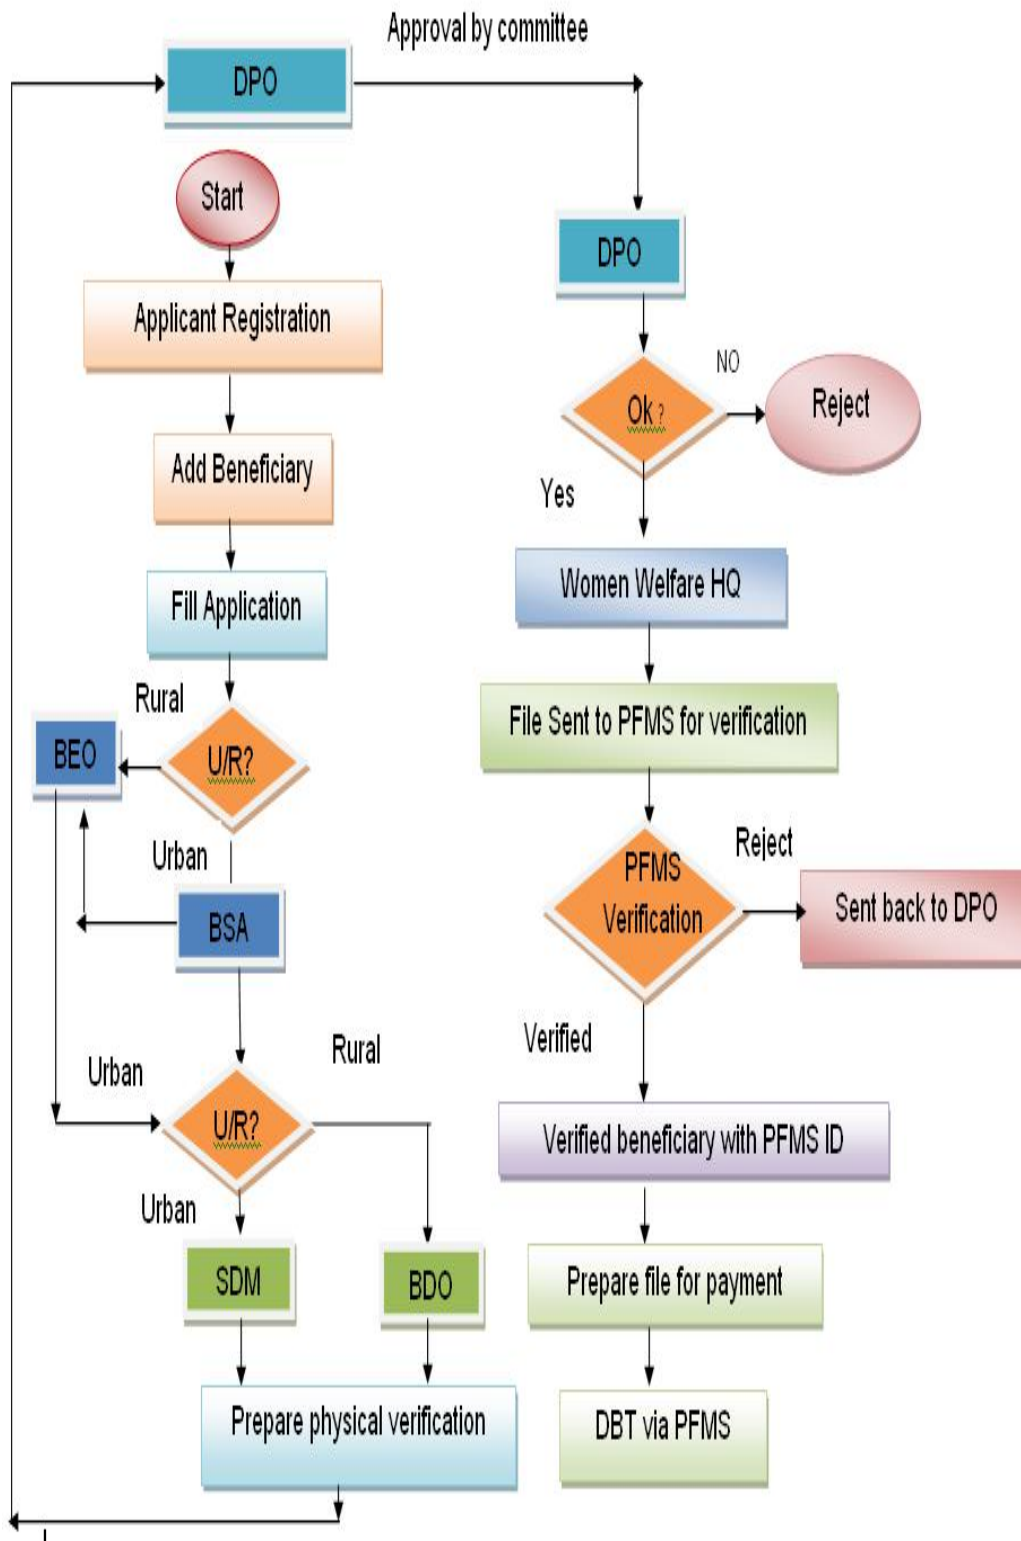 Approval by committee
DPO
Start
DPO
Applicant Registration
NO
Ok ?
Reject
Add Beneficiary
Yes
Women Welfare HQ
Fill Application
Rural
File Sent to PFMS for verification
BEO
U/R?
Urban
Reject
PFMS
Verification
Sent back to DPO
BSA
Verified
Rural
Urban
U/R?
Verified beneficiary with PFMS ID
Urban
SDM
BDO
Prepare file for payment
Prepare physical verification
DBT via PFMS